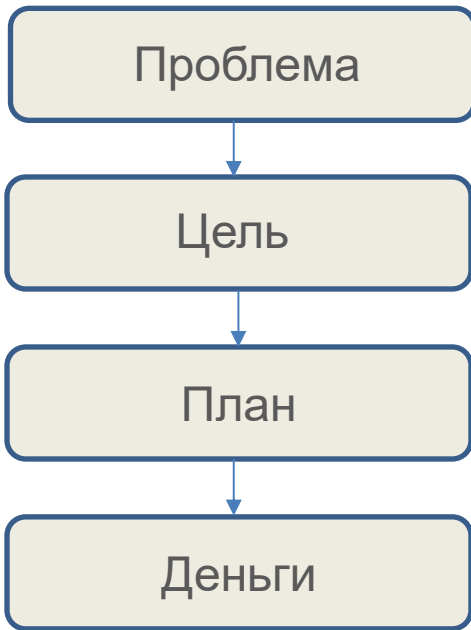 Проблема
Цель
План
Деньги